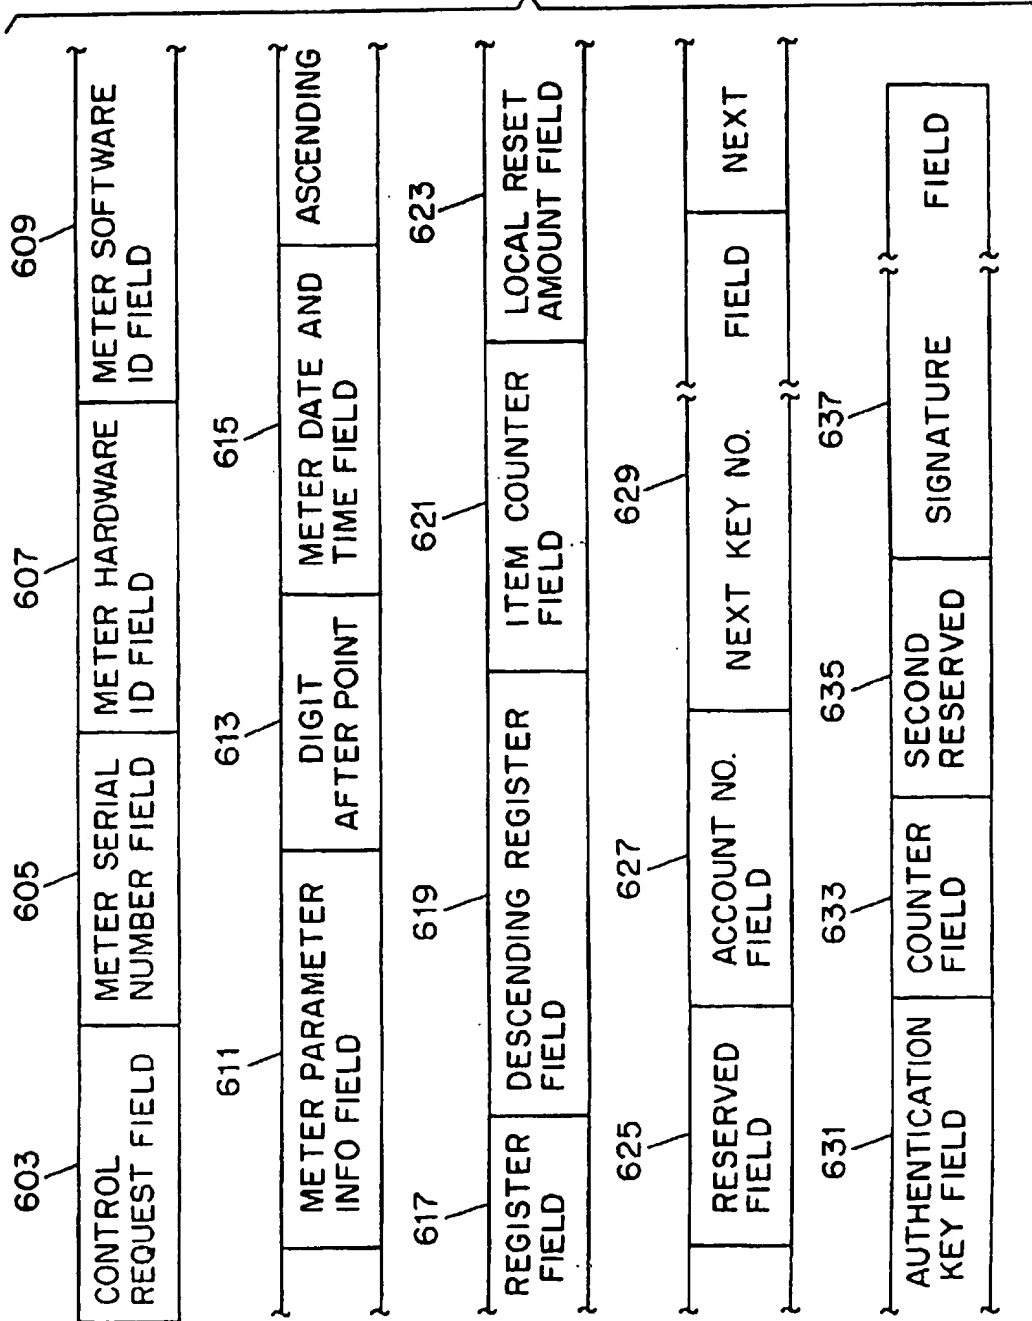 603
605
607
609
CONTROL
REQUEST FIELD
METER SERIAL
NUMBER FIELD
METER HARDWARE
ID FIELD
METER SOFTWARE
ID FIELD
611
613
615
METER PARAMETER
INFO FIELD
DIGIT
AFTER POINT
METER DATE AND
TIME FIELD
ASCENDING
617
619
621
623
REGISTER
FIELD
DESCENDING REGISTER
FIELD
ITEM COUNTER
FIELD
LOCAL RESET
AMOUNT FIELD
625
627
629
RESERVED
FIELD
ACCOUNT NO.
FIELD
NEXT KEY NO. FIELD
NEXT
631
633
635
637
AUTHENTICATION
KEY FIELD
COUNTER
FIELD
SECOND
RESERVED
SIGNATURE FIELD